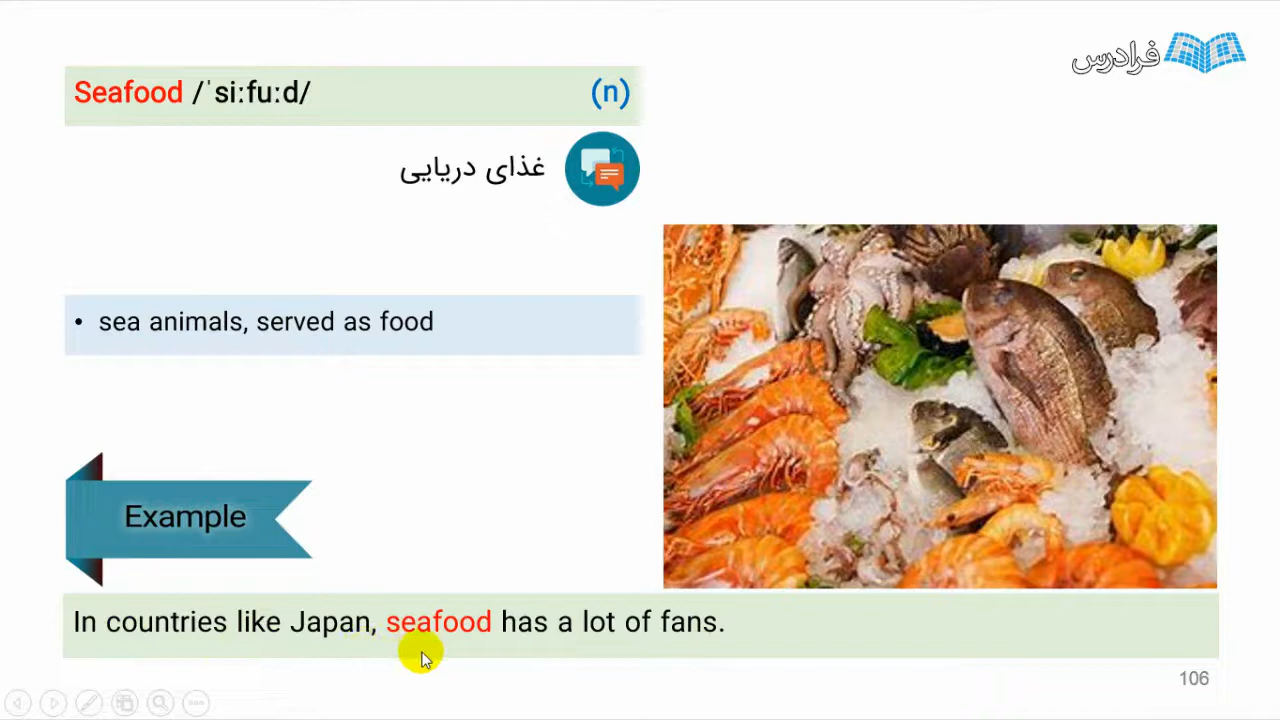 فرادرس
Seafood /ˈsiːfuːd/ (n)
غذای دریایی
• sea animals, served as food
Example
In countries like Japan, seafood has a lot of fans.
106